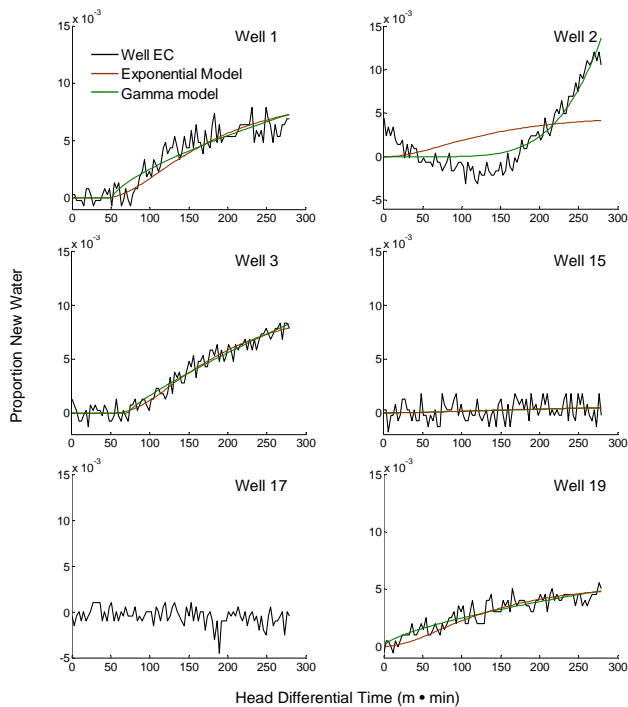 x 10⁻³
Well 1
Well EC
Exponential Model
Gamma model
15
10
5
0
0 50 100 150 200 250 300
x 10⁻³
Well 2
15
10
5
0
-5
0 50 100 150 200 250 300
x 10⁻³
Well 3
15
10
5
0
0 50 100 150 200 250 300
x 10⁻³
Well 15
15
10
5
0
0 50 100 150 200 250 300
x 10⁻³
Well 17
15
10
5
0
-5
0 50 100 150 200 250 300
x 10⁻³
Well 19
15
10
5
0
0 50 100 150 200 250 300
Proportion New Water
Head Differential Time (m • min)